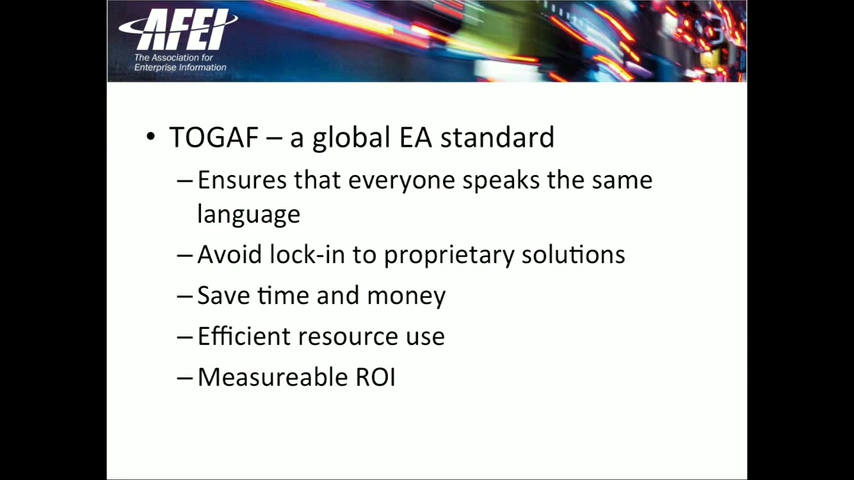 AFEI
The Association for
Enterprise Information
• TOGAF – a global EA standard
– Ensures that everyone speaks the same
language
– Avoid lock-in to proprietary solutions
– Save time and money
– Efficient resource use
– Measureable ROI